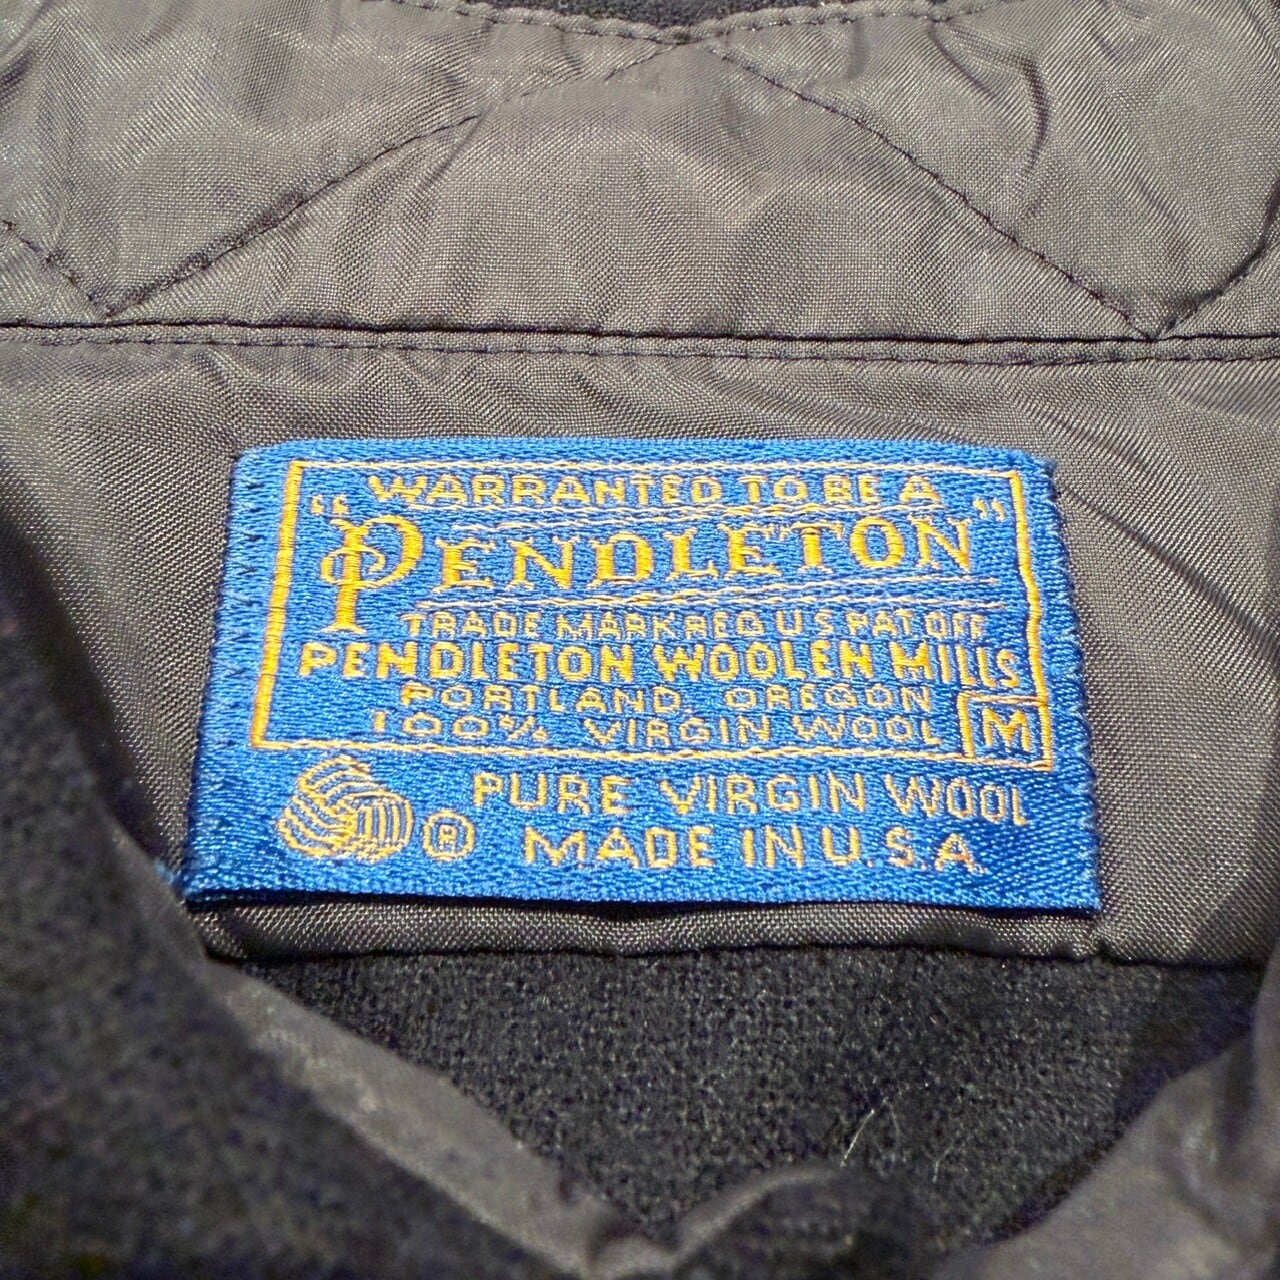 WARRANTED TO BE A
"PENDLETON"
TRADE MARK REG U S PAT OFF
PENDLETON WOOLEN MILLS
PORTLAND, OREGON
100% VIRGIN WOOL
M
PURE VIRGIN WOOL
® MADE IN U.S.A.